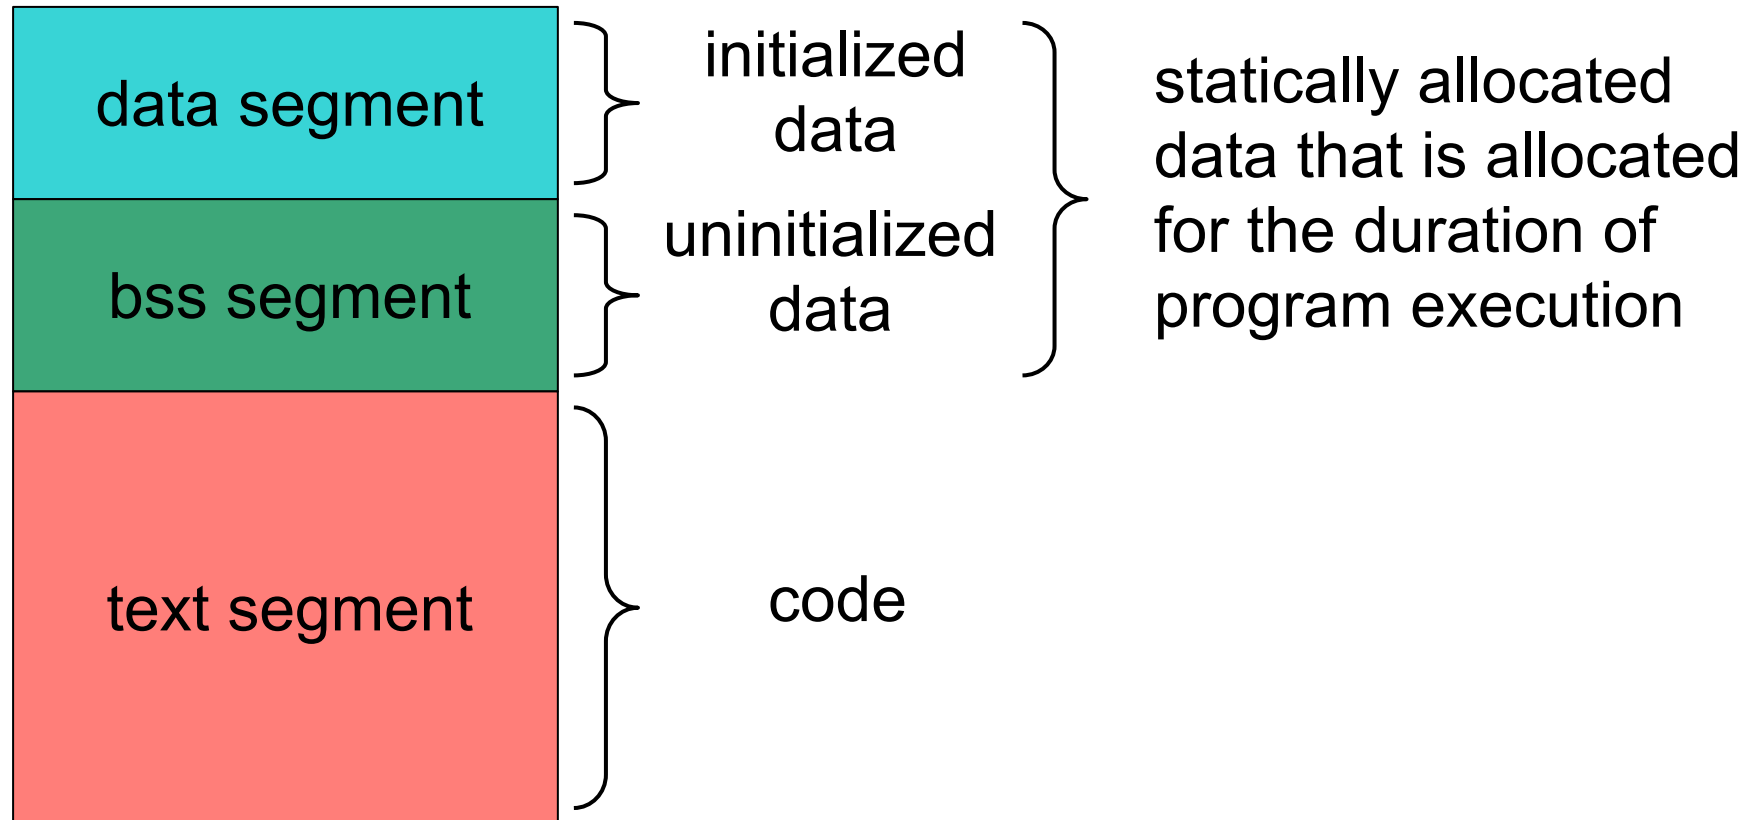 data segment
initialized
data
statically allocated
data that is allocated
for the duration of
program execution
bss segment
uninitialized
data
text segment
code